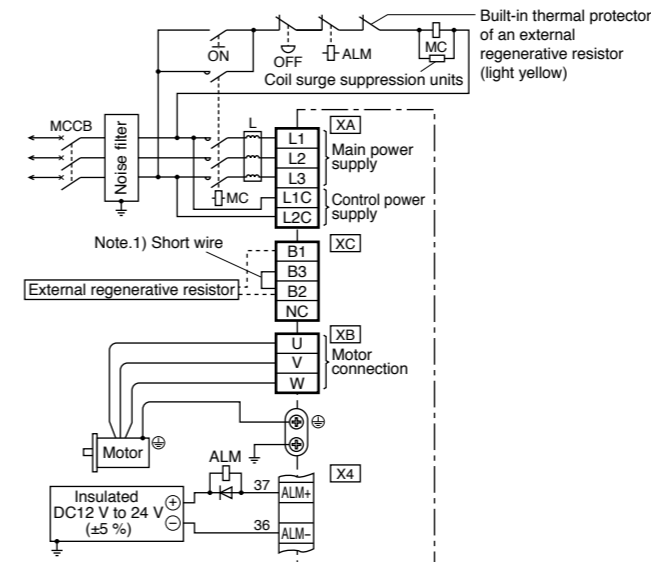 Built-in thermal protector
of an external
regenerative resistor
(light yellow)
ON
OFF
ALM
MC
Coil surge suppression units
MCCB
Noise filter
L
MC
XA
L1
L2
L3
Main power
supply
L1C
L2C
Control power
supply
Note.1) Short wire
XC
B1
B3
B2
NC
External regenerative resistor
XB
U
V
W
Motor
connection
Motor
ALM
X4
37
ALM+
Insulated
DC12 V to 24 V
(±5 %)
+
−
36
ALM−